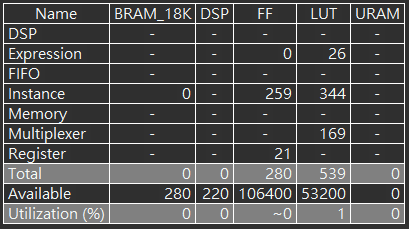 Name BRAM_18K DSP FF LUT URAM
DSP - - - - -
Expression - - 0 26 -
FIFO - - - - -
Instance 0 - 259 344 -
Memory - - - - -
Multiplexer - - - 169 -
Register - - 21 - -
Total 0 0 280 539 0
Available 280 220 106400 53200 0
Utilization (%) 0 0 ~0 1 0